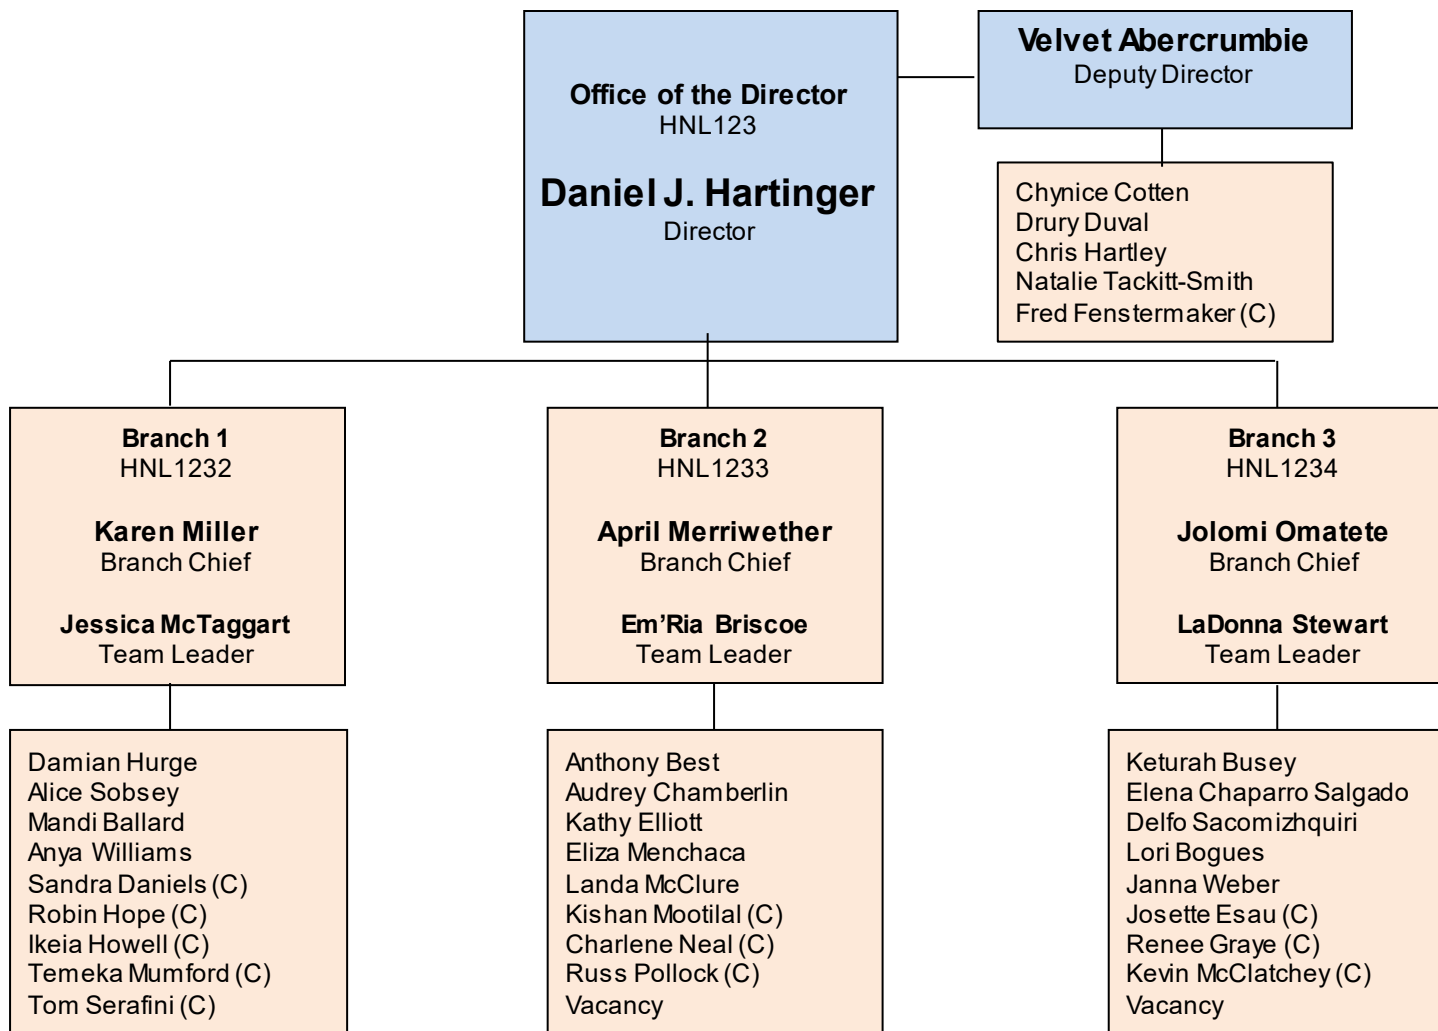 Office of the Director
HNL123
Daniel J. Hartinger
Director
Velvet Abercrumbie
Deputy Director
Chynice Cotten
Drury Duval
Chris Hartley
Natalie Tackitt-Smith
Fred Fenstermaker (C)
Branch 1
HNL1232
Karen Miller
Branch Chief
Jessica McTaggart
Team Leader
Damian Hurge
Alice Sobsey
Mandi Ballard
Anya Williams
Sandra Daniels (C)
Robin Hope (C)
Ikeia Howell (C)
Temeka Mumford (C)
Tom Serafini (C)
Branch 2
HNL1233
April Merriwether
Branch Chief
Em’Ria Briscoe
Team Leader
Anthony Best
Audrey Chamberlin
Kathy Elliott
Eliza Menchaca
Landa McClure
Kishan Mootilal (C)
Charlene Neal (C)
Russ Pollock (C)
Vacancy
Branch 3
HNL1234
Jolomi Omatete
Branch Chief
LaDonna Stewart
Team Leader
Keturah Busey
Elena Chaparro Salgado
Delfo Sacomizhquiri
Lori Bogues
Janna Weber
Josette Esau (C)
Renee Graye (C)
Kevin McClatchey (C)
Vacancy